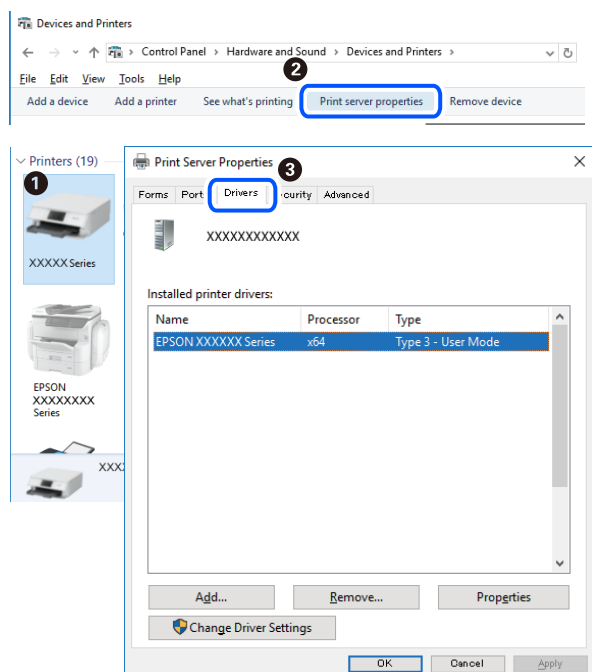 Devices and Printers
Control Panel > Hardware and Sound > Devices and Printers >
2
File Edit View Tools Help
Add a device Add a printer See what's printing Print server properties Remove device
Printers (19)
1
XXXXX Series
EPSON
XXXXXXXX
Series
XXX
Print Server Properties
3
Forms Port Drivers curity Advanced
XXXXXXXXXXXX
Installed printer drivers:
Name Processor Type
EPSON XXXXXX Series x64 Type 3 - User Mode
Add... Remove... Properties
Change Driver Settings
OK Cancel Apply